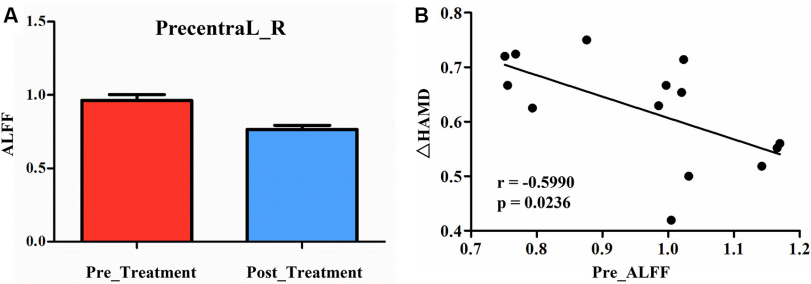 A
PrecentraL_R
ALFF
1.5
1.0
0.5
0.0
Pre_Treatment
Post_Treatment
B
△HAMD
0.8
0.7
0.6
0.5
0.4
r = -0.5990
p = 0.0236
0.7
0.8
0.9
1.0
1.1
1.2
Pre_ALFF